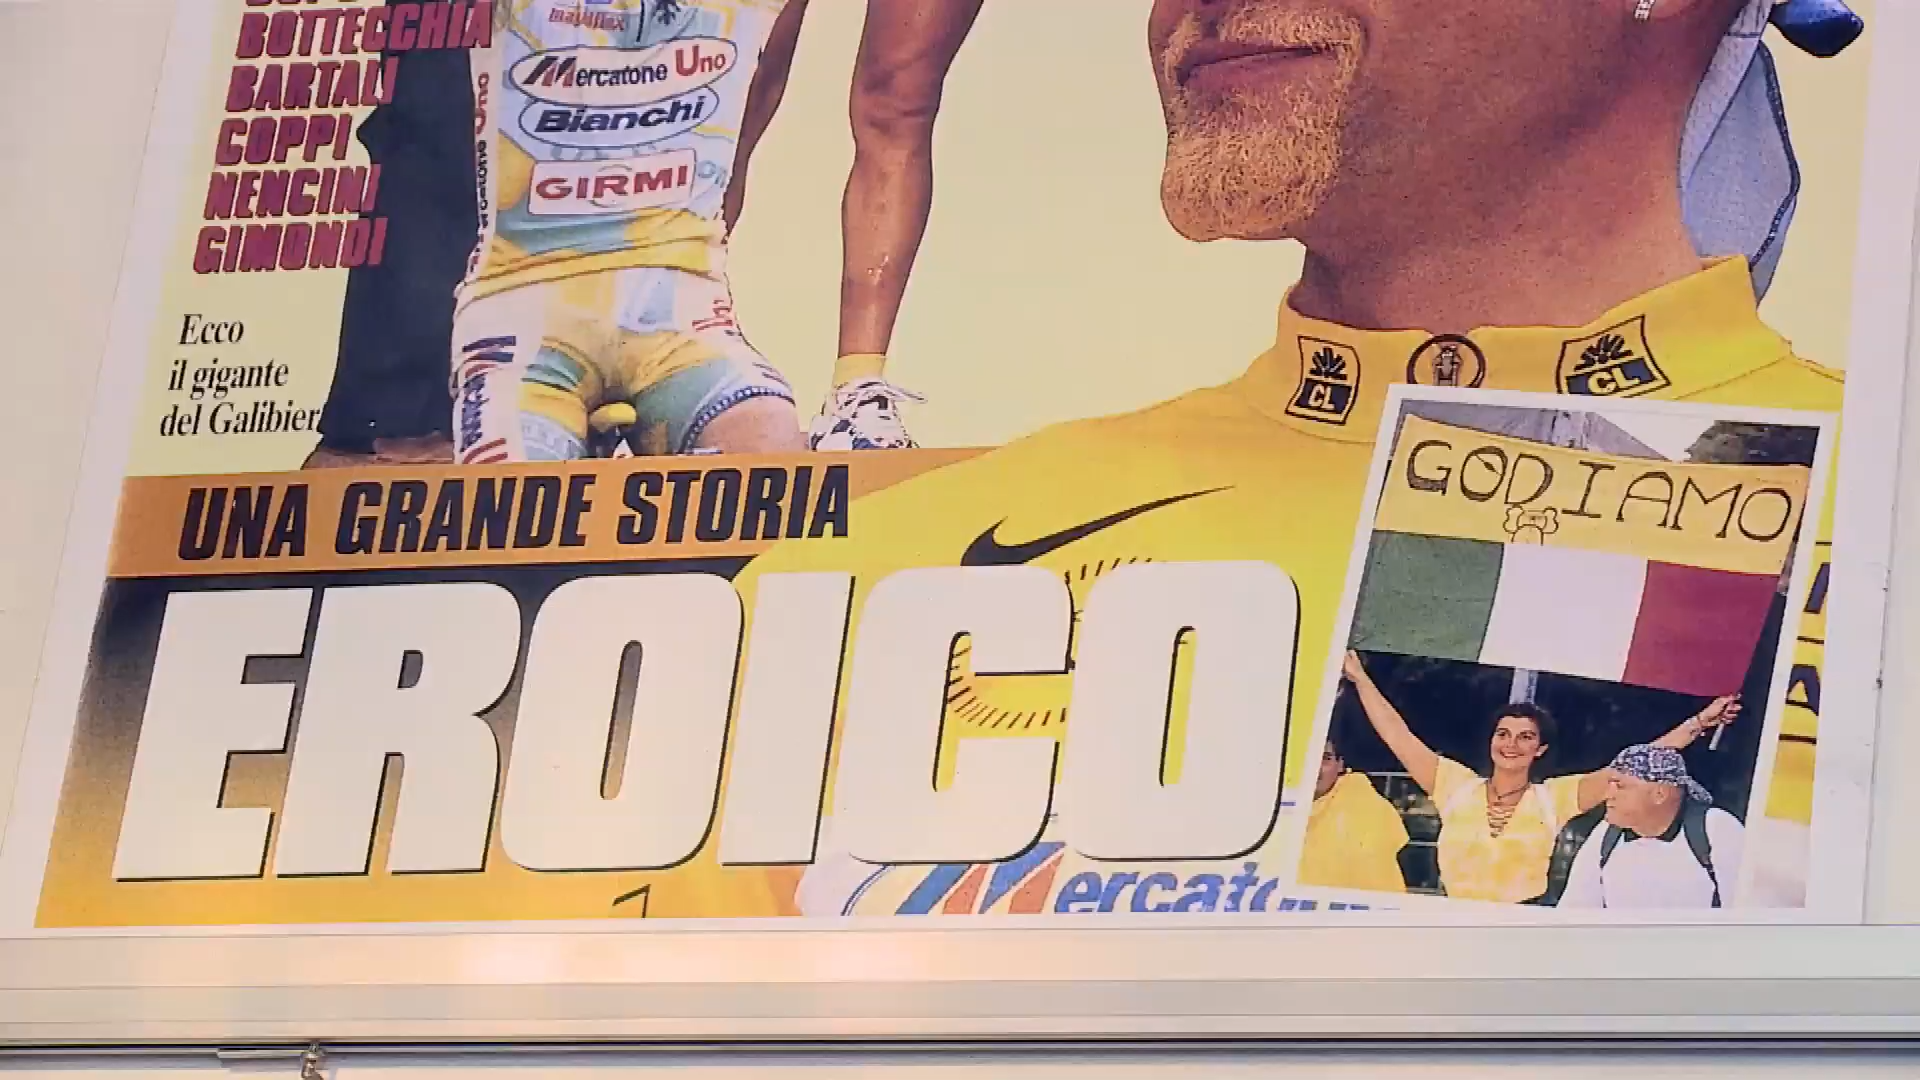 BOTTECCHIA
BARTALI
COPPI
NENCINI
GIMONDI
Ecco
il gigante
del Galibier
mapiflex
Mercatone Uno
Bianchi
GIRMI
CL
CL
GODIAMO
UNA GRANDE STORIA
EROICO